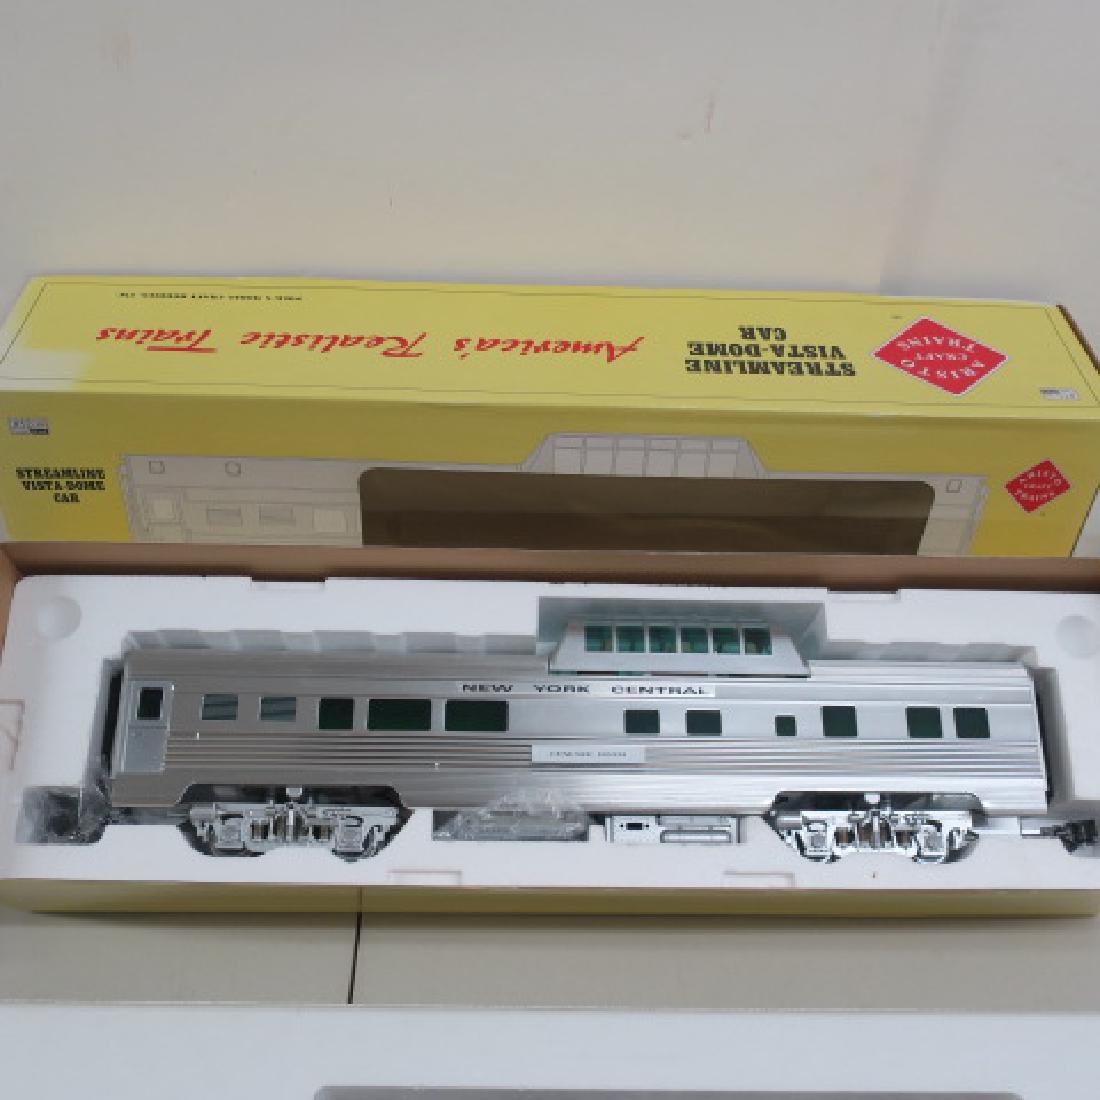 America's Realistic Trains
STREAMLINE
VISTA-DOME
CAR
ARISTO
CRAFT
TRAINS
STREAMLINE
VISTA-DOME
CAR
ARISTO
CRAFT
TRAINS
NEW YORK CENTRAL